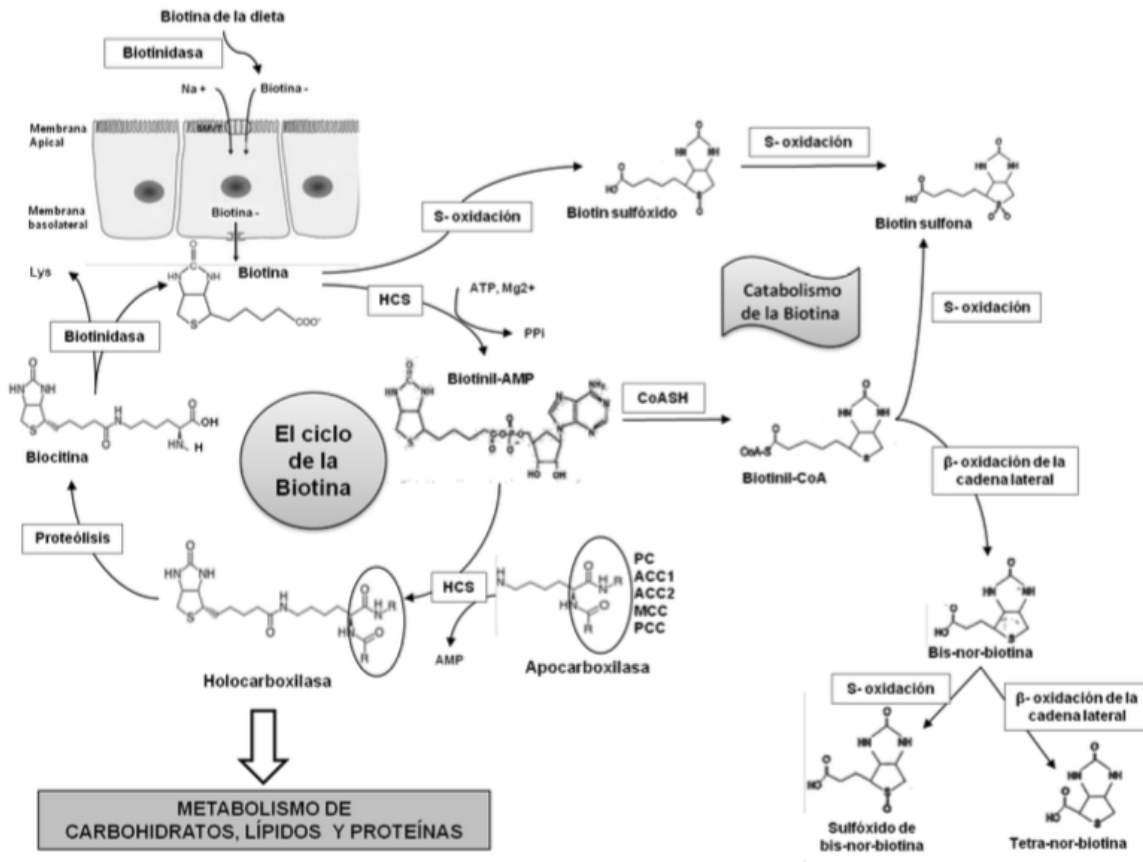 Biotina de la dieta
Biotinidasa
Na +
Biotina -
Membrana
Apical
SMVT
Membrana
basolateral
Biotina -
Lys
Biotina
Biotinidasa
HCS
ATP, Mg2+
PPi
S- oxidación
Biotin sulfóxido
S- oxidación
Biotin sulfona
Catabolismo
de la Biotina
S- oxidación
Biotinil-AMP
CoASH
Biotinil-CoA
β- oxidación de la
cadena lateral
El ciclo
de la
Biotina
Biocitina
Proteólisis
HCS
AMP
PC
ACC1
ACC2
MCC
PCC
Holocarboxilasa
Apocarboxilasa
Bis-nor-biotina
S- oxidación
β- oxidación de la
cadena lateral
Sulfóxido de
bis-nor-biotina
Tetra-nor-biotina
METABOLISMO DE
CARBOHIDRATOS, LÍPIDOS Y PROTEÍNAS